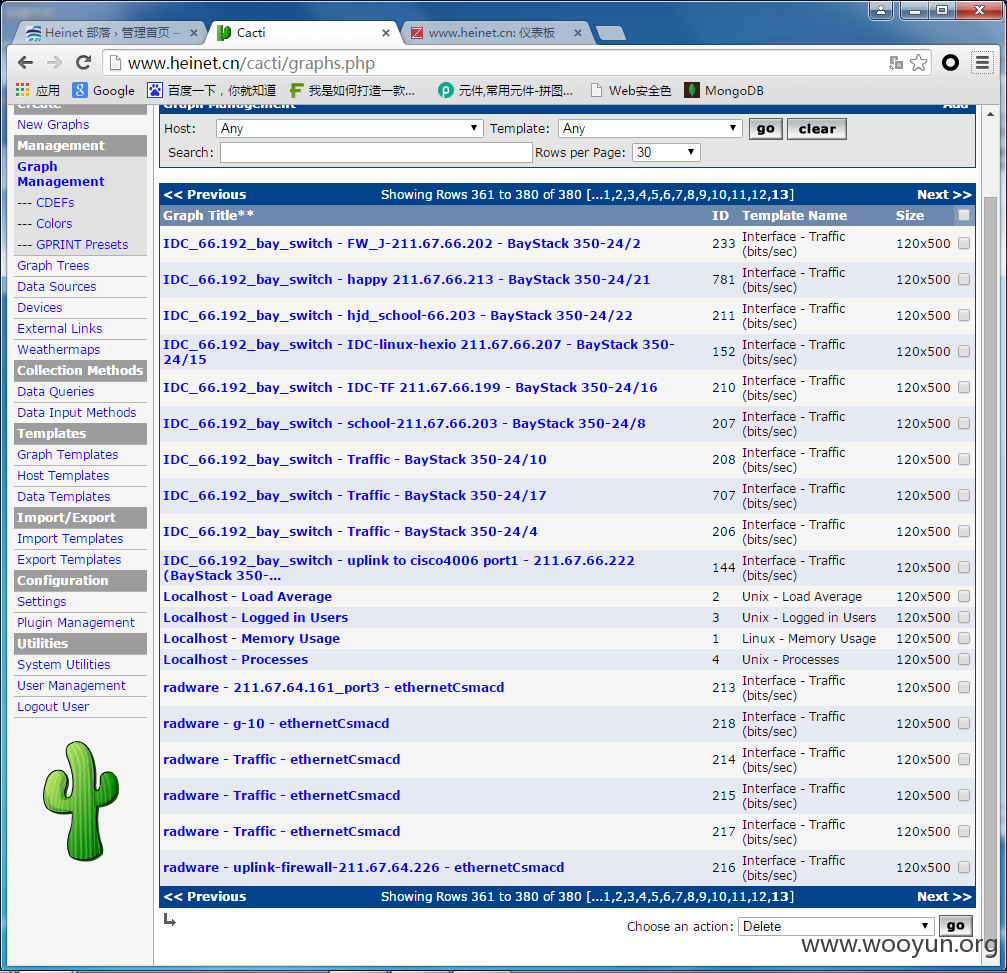 Heinet 部落 › 管理首页 —
Cacti
www.heinet.cn: 仪表板
www.heinet.cn/cacti/graphs.php
应用
Google
百度一下，你就知道
我是如何打造一款...
元件,常用元件-拼图...
Web安全色
MongoDB
Create
New Graphs
Management
Graph
Management
--- CDEFs
--- Colors
--- GPRINT Presets
Graph Trees
Data Sources
Devices
External Links
Weathermaps
Collection Methods
Data Queries
Data Input Methods
Templates
Graph Templates
Host Templates
Data Templates
Import/Export
Import Templates
Export Templates
Configuration
Settings
Plugin Management
Utilities
System Utilities
User Management
Logout User
Graph Management Add
Host: Any Template: Any go clear
Search: Rows per Page: 30
<< Previous Showing Rows 361 to 380 of 380 [...1,2,3,4,5,6,7,8,9,10,11,12,13] Next >>
Graph Title** ID Template Name Size
IDC_66.192_bay_switch - FW_J-211.67.66.202 - BayStack 350-24/2 233 Interface - Traffic (bits/sec) 120x500
IDC_66.192_bay_switch - happy 211.67.66.213 - BayStack 350-24/21 781 Interface - Traffic (bits/sec) 120x500
IDC_66.192_bay_switch - hjd_school-66.203 - BayStack 350-24/22 211 Interface - Traffic (bits/sec) 120x500
IDC_66.192_bay_switch - IDC-linux-hexio 211.67.66.207 - BayStack 350-24/15 152 Interface - Traffic (bits/sec) 120x500
IDC_66.192_bay_switch - IDC-TF 211.67.66.199 - BayStack 350-24/16 210 Interface - Traffic (bits/sec) 120x500
IDC_66.192_bay_switch - school-211.67.66.203 - BayStack 350-24/8 207 Interface - Traffic (bits/sec) 120x500
IDC_66.192_bay_switch - Traffic - BayStack 350-24/10 208 Interface - Traffic (bits/sec) 120x500
IDC_66.192_bay_switch - Traffic - BayStack 350-24/17 707 Interface - Traffic (bits/sec) 120x500
IDC_66.192_bay_switch - Traffic - BayStack 350-24/4 206 Interface - Traffic (bits/sec) 120x500
IDC_66.192_bay_switch - uplink to cisco4006 port1 - 211.67.66.222 (BayStack 350-... 144 Interface - Traffic (bits/sec) 120x500
Localhost - Load Average 2 Unix - Load Average 120x500
Localhost - Logged in Users 3 Unix - Logged in Users 120x500
Localhost - Memory Usage 1 Linux - Memory Usage 120x500
Localhost - Processes 4 Unix - Processes 120x500
radware - 211.67.64.161_port3 - ethernetCsmacd 213 Interface - Traffic (bits/sec) 120x500
radware - g-10 - ethernetCsmacd 218 Interface - Traffic (bits/sec) 120x500
radware - Traffic - ethernetCsmacd 214 Interface - Traffic (bits/sec) 120x500
radware - Traffic - ethernetCsmacd 215 Interface - Traffic (bits/sec) 120x500
radware - Traffic - ethernetCsmacd 217 Interface - Traffic (bits/sec) 120x500
radware - uplink-firewall-211.67.64.226 - ethernetCsmacd 216 Interface - Traffic (bits/sec) 120x500
<< Previous Showing Rows 361 to 380 of 380 [...1,2,3,4,5,6,7,8,9,10,11,12,13] Next >>
Choose an action: Delete go
www.wooyun.org